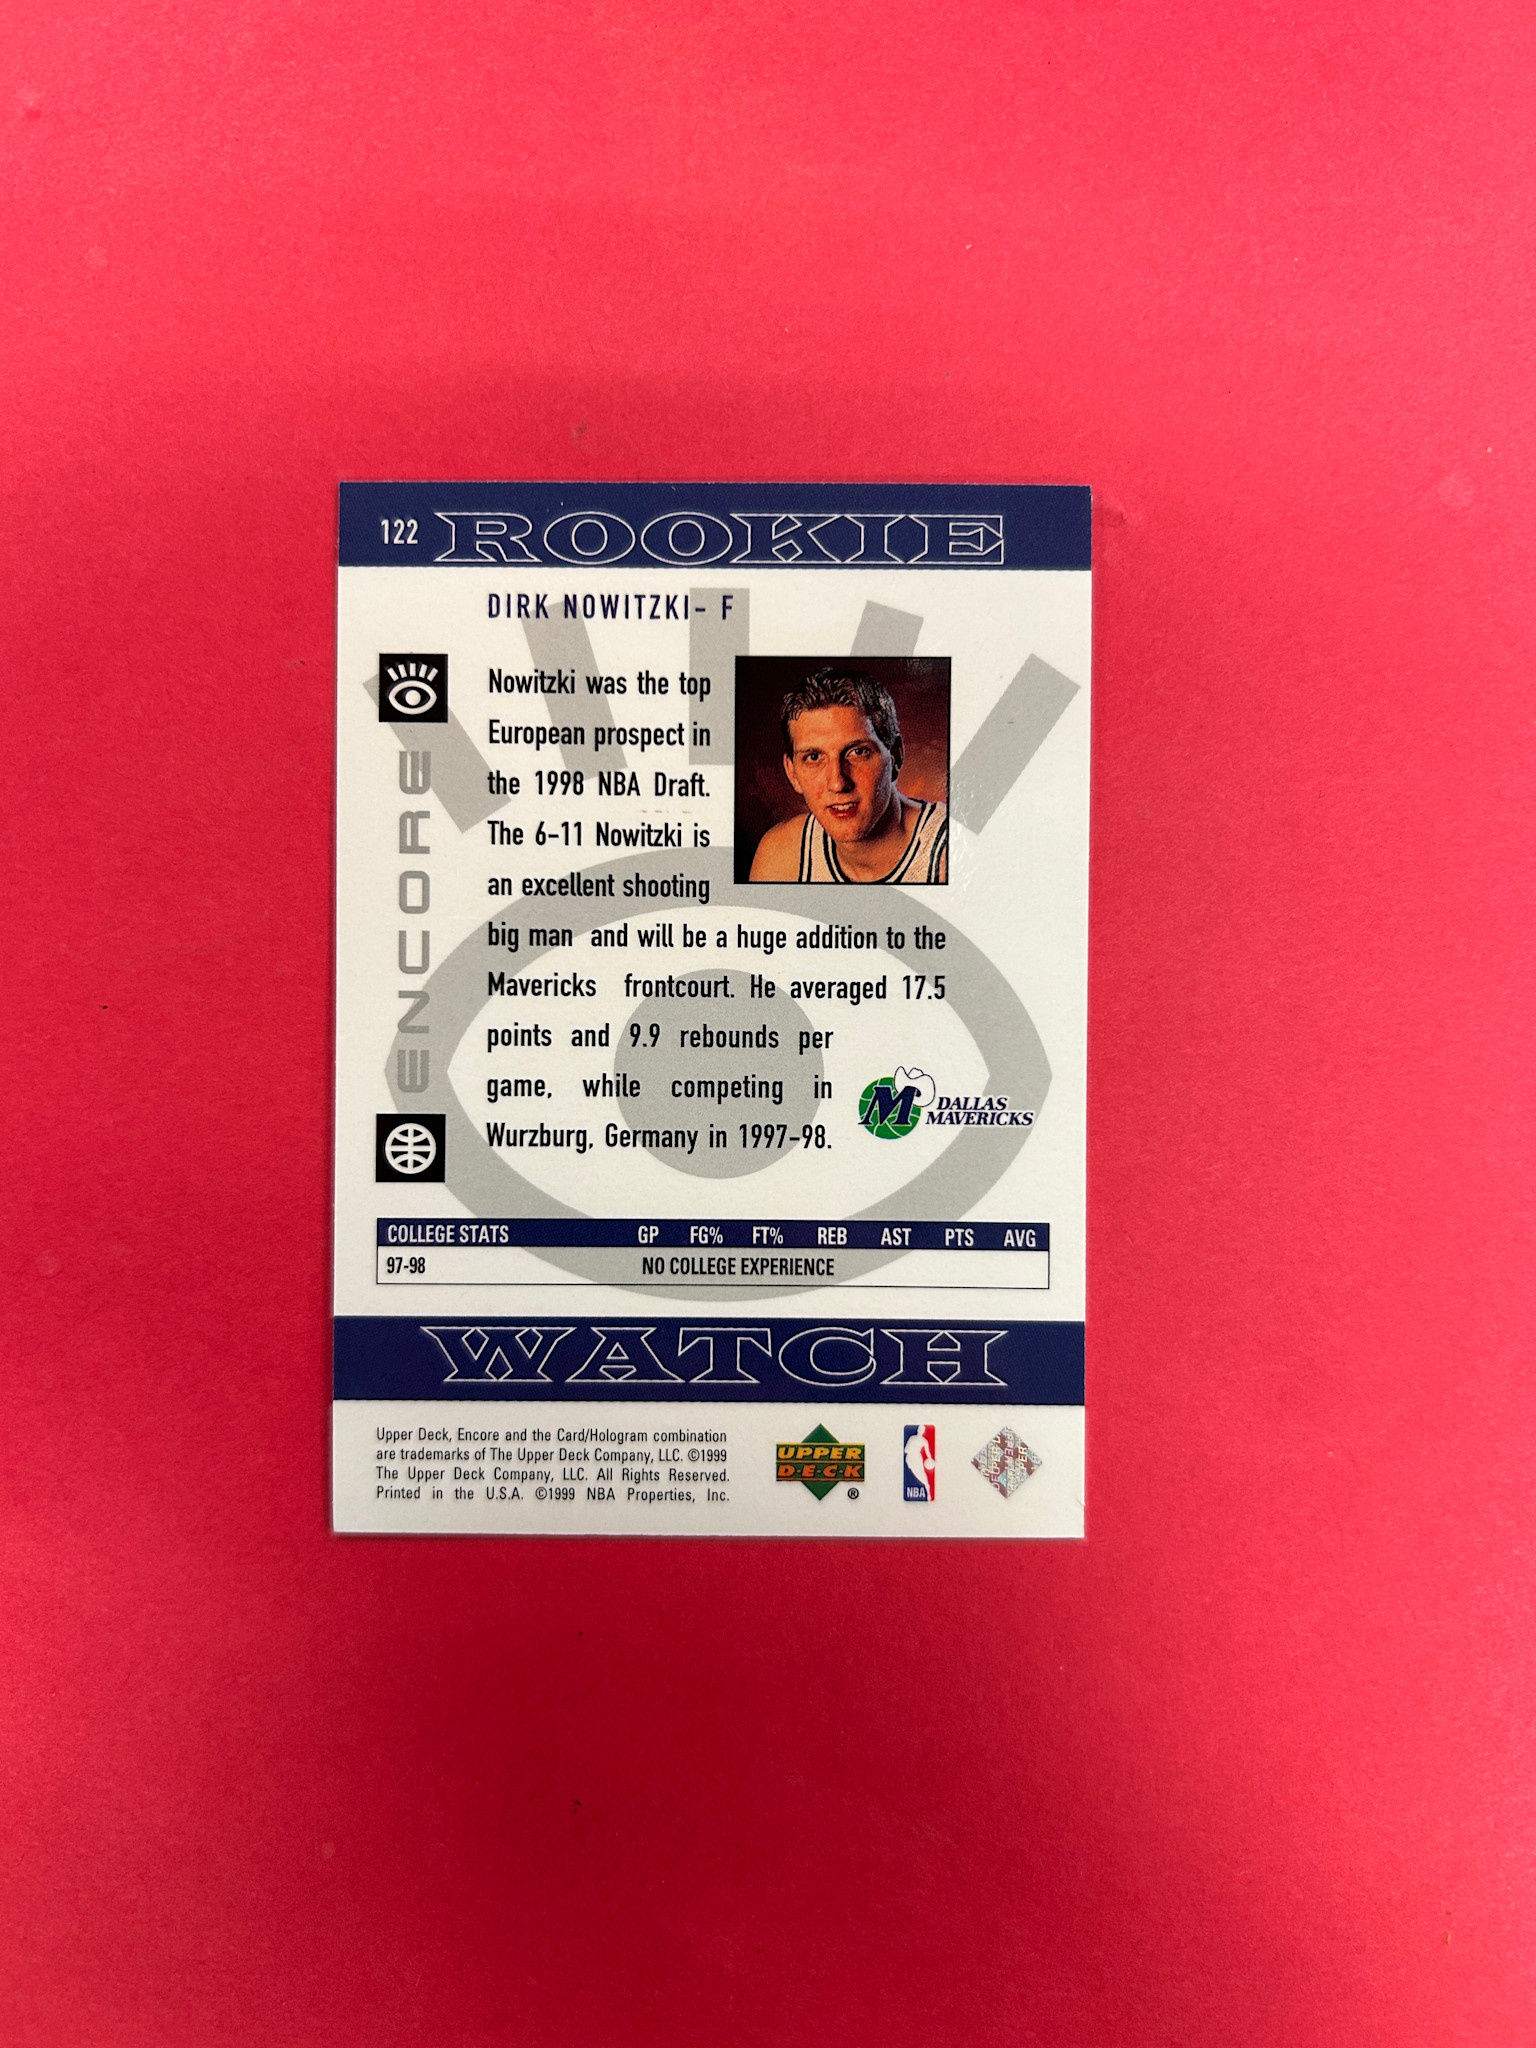 122 ROOKIE
DIRK NOWITZKI- F
Nowitzki was the top
European prospect in
the 1998 NBA Draft.
The 6-11 Nowitzki is
an excellent shooting
big man and will be a huge addition to the
Mavericks frontcourt. He averaged 17.5
points and 9.9 rebounds per
game, while competing in
Wurzburg, Germany in 1997-98.
ENCORE
M DALLAS
MAVERICKS
COLLEGE STATS GP FG% FT% REB AST PTS AVG
97-98 NO COLLEGE EXPERIENCE
WATCH
Upper Deck, Encore and the Card/Hologram combination
are trademarks of The Upper Deck Company, LLC. ©1999
The Upper Deck Company, LLC. All Rights Reserved.
Printed in the U.S.A. ©1999 NBA Properties, Inc.
UPPER
D·E·C·K
®
NBA
UPPER